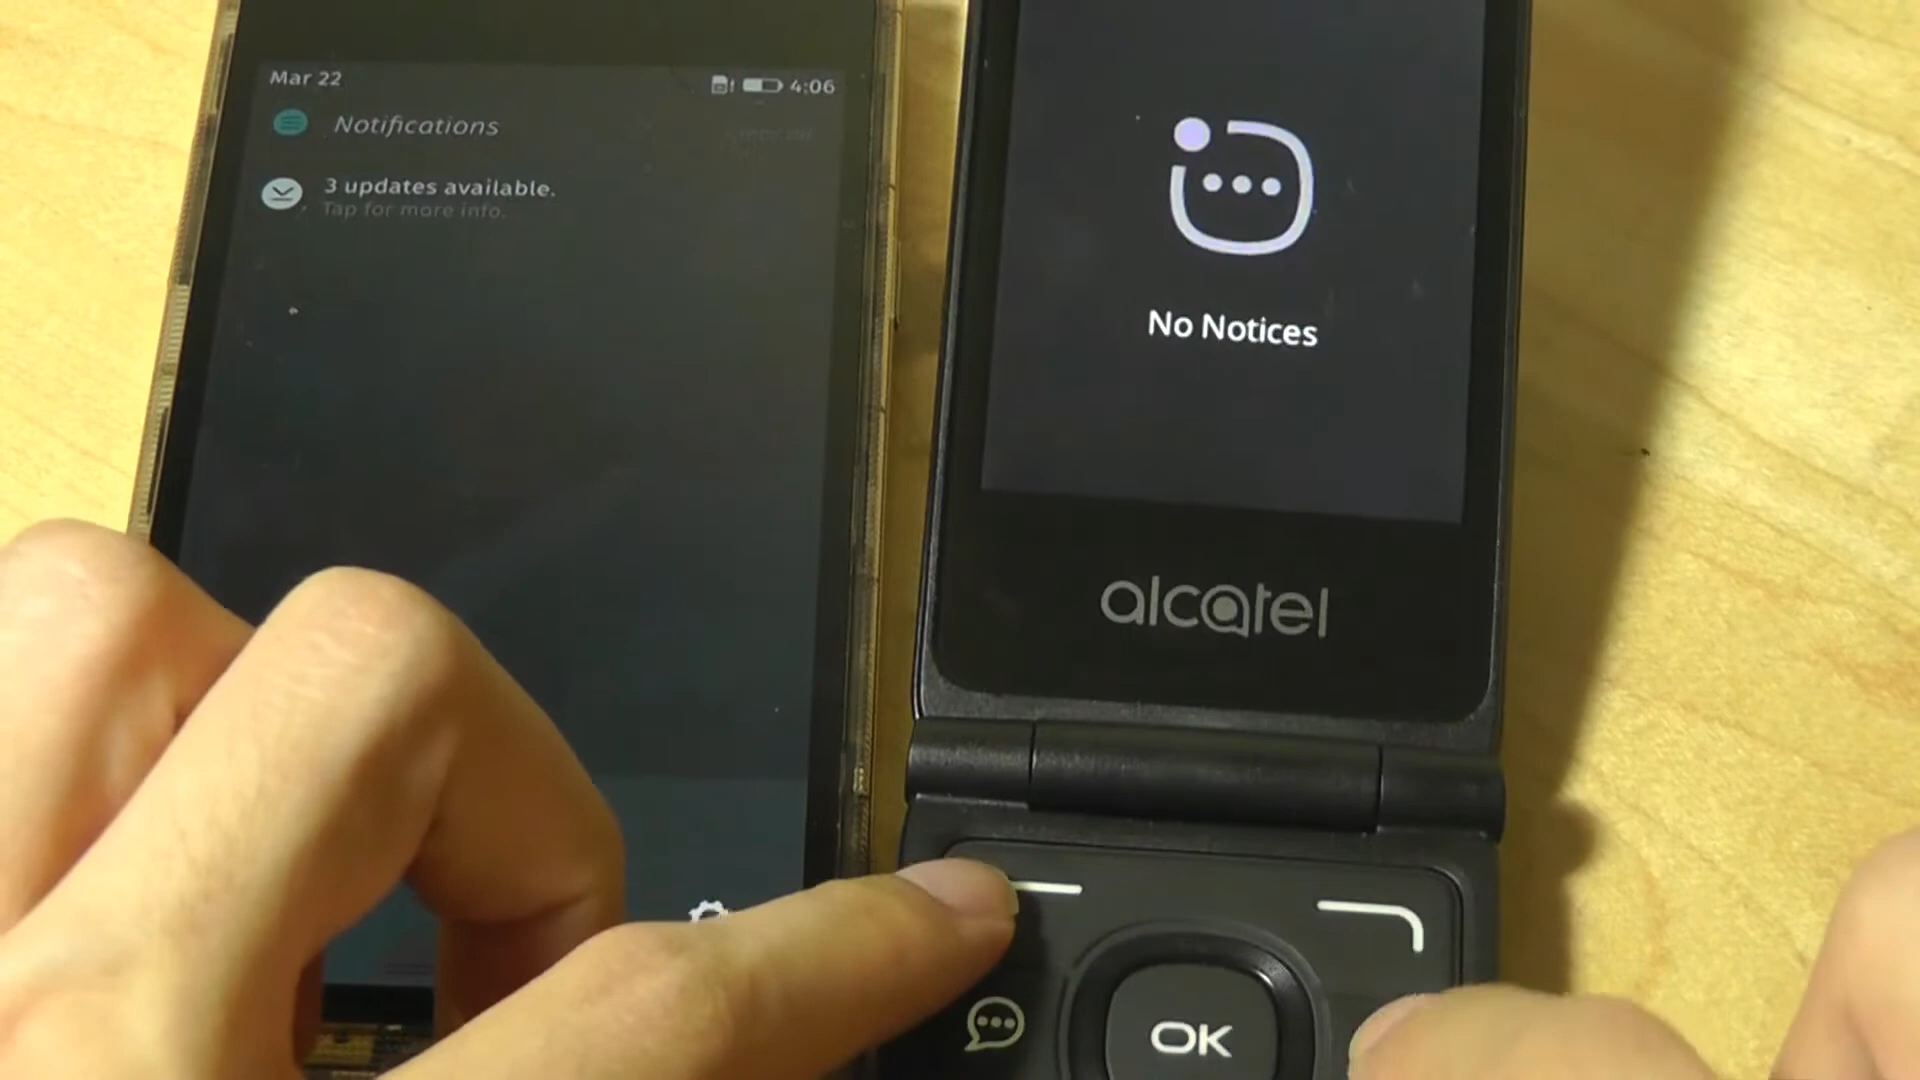 Mar 22
4:06
Notifications
3 updates available.
Tap for more info.
No Notices
alcatel
OK